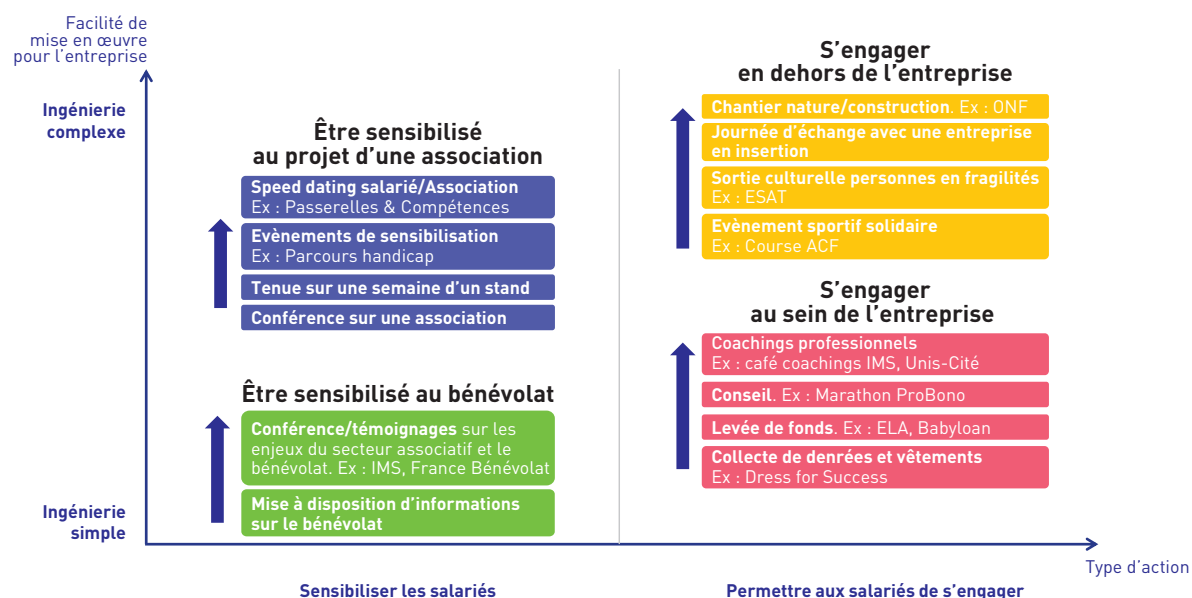 Facilité de
mise en œuvre
pour l'entreprise
Ingénierie
complexe
Être sensibilisé
au projet d'une association
Speed dating salarié/Association
Ex : Passerelles & Compétences
Evènements de sensibilisation
Ex : Parcours handicap
Tenue sur une semaine d'un stand
Conférence sur une association
Être sensibilisé au bénévolat
Conférence/témoignages sur les
enjeux du secteur associatif et le
bénévolat. Ex : IMS, France Bénévolat
Mise à disposition d'informations
sur le bénévolat
Ingénierie
simple
S'engager
en dehors de l'entreprise
Chantier nature/construction. Ex : ONF
Journée d'échange avec une entreprise
en insertion
Sortie culturelle personnes en fragilités
Ex : ESAT
Evènement sportif solidaire
Ex : Course ACF
S'engager
au sein de l'entreprise
Coachings professionnels
Ex : café coachings IMS, Unis-Cité
Conseil. Ex : Marathon ProBono
Levée de fonds. Ex : ELA, Babyloan
Collecte de denrées et vêtements
Ex : Dress for Success
Type d'action
Sensibiliser les salariés
Permettre aux salariés de s'engager